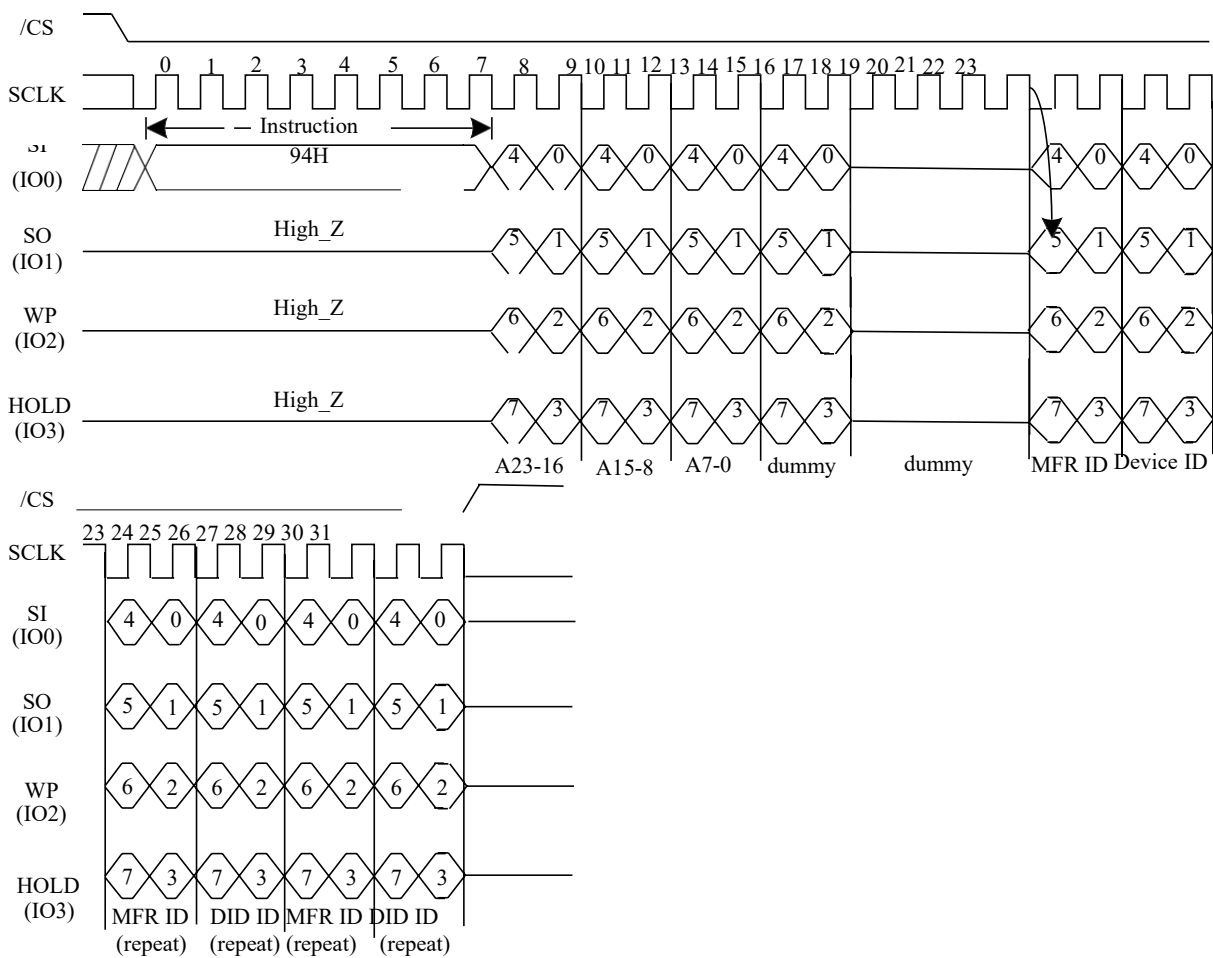 /CS
0 1 2 3 4 5 6 7 8 9 10 11 12 13 14 15 16 17 18 19 20 21 22 23
SCLK
Instruction
SI
(IO0)
94H
4 0 4 0 4 0 4 0 4 0 4 0
SO
(IO1)
High_Z
5 1 5 1 5 1 5 1 5 1 5 1
WP
(IO2)
High_Z
6 2 6 2 6 2 6 2 6 2 6 2
HOLD
(IO3)
High_Z
7 3 7 3 7 3 7 3 7 3 7 3
A23-16 A15-8 A7-0 dummy dummy MFR ID Device ID
/CS
23 24 25 26 27 28 29 30 31
SCLK
SI
(IO0)
4 0 4 0 4 0 4 0
SO
(IO1)
5 1 5 1 5 1 5 1
WP
(IO2)
6 2 6 2 6 2 6 2
HOLD
(IO3)
7 3 7 3 7 3 7 3
MFR ID DID ID MFR ID DID ID
(repeat) (repeat) (repeat) (repeat)